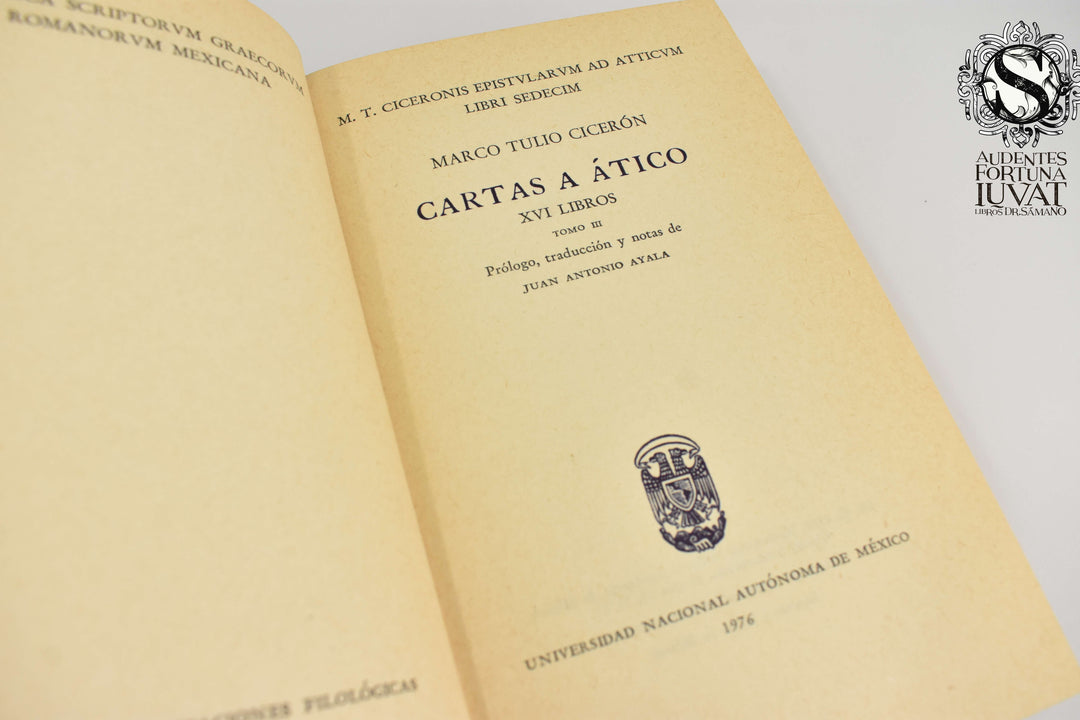 SCRIPTORVM GRAECORVM
ROMANORVM MEXICANA
FILOLÓGICAS
M. T. CICERONIS EPISTVLARVM AD ATTICVM
LIBRI SEDECIM
MARCO TULIO CICERÓN
CARTAS A ÁTICO
XVI LIBROS
TOMO III
Prólogo, traducción y notas de
JUAN ANTONIO AYALA
UNIVERSIDAD NACIONAL AUTÓNOMA DE MÉXICO
1976
S
AUDENTES
FORTUNA
IUVAT
LIBROS DR. SÁMANO